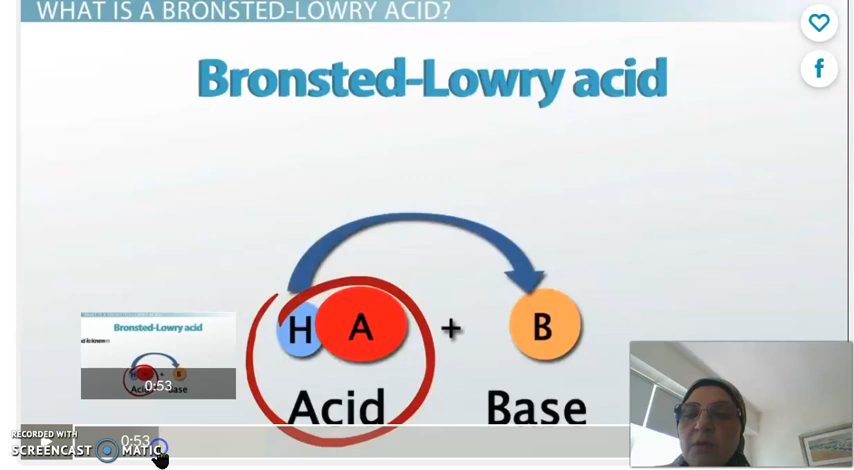 WHAT IS A BRONSTED-LOWRY ACID?
Bronsted-Lowry acid
H A + B
Acid Base
Bronsted-Lowry acid
0:53
RECORDED WITH
SCREENCAST MATIC
0:53